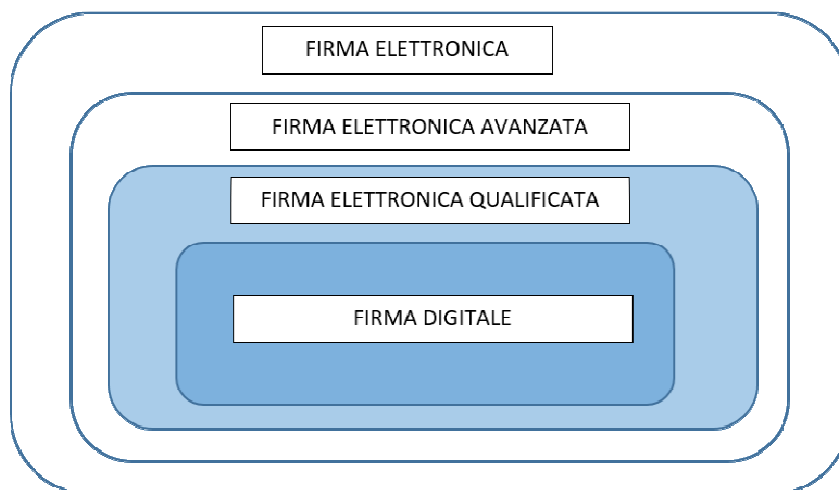 FIRMA ELETTRONICA
FIRMA ELETTRONICA AVANZATA
FIRMA ELETTRONICA QUALIFICATA
FIRMA DIGITALE